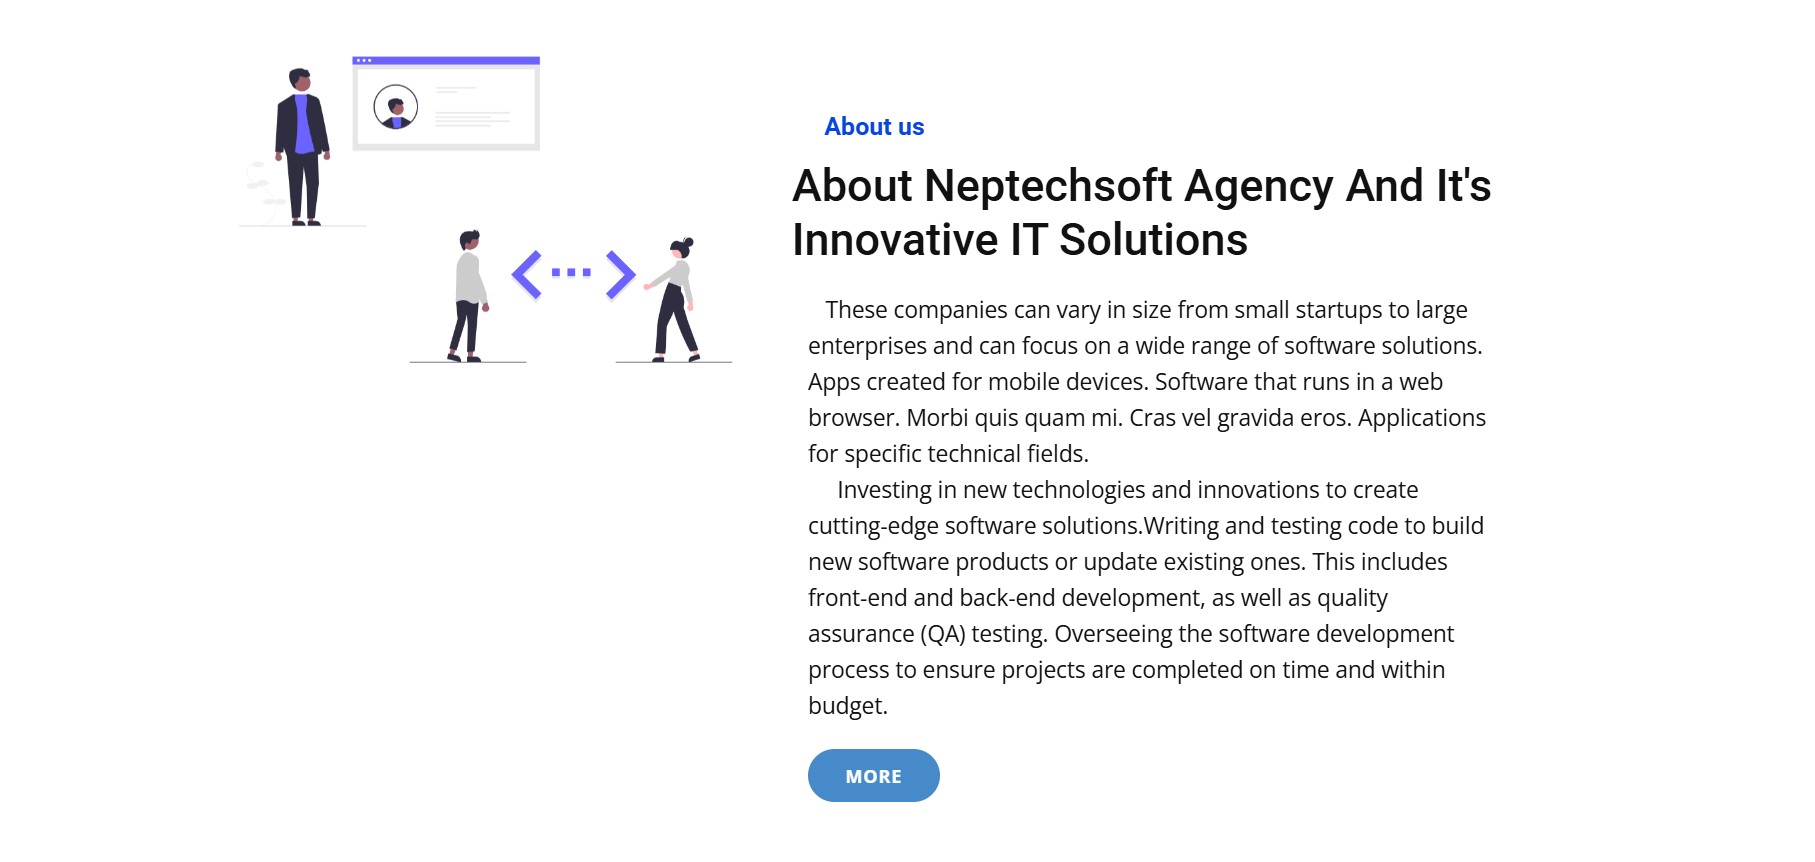 About us
About Neptechsoft Agency And It's
Innovative IT Solutions
These companies can vary in size from small startups to large
enterprises and can focus on a wide range of software solutions.
Apps created for mobile devices. Software that runs in a web
browser. Morbi quis quam mi. Cras vel gravida eros. Applications
for specific technical fields.
Investing in new technologies and innovations to create
cutting-edge software solutions.Writing and testing code to build
new software products or update existing ones. This includes
front-end and back-end development, as well as quality
assurance (QA) testing. Overseeing the software development
process to ensure projects are completed on time and within
budget.
MORE